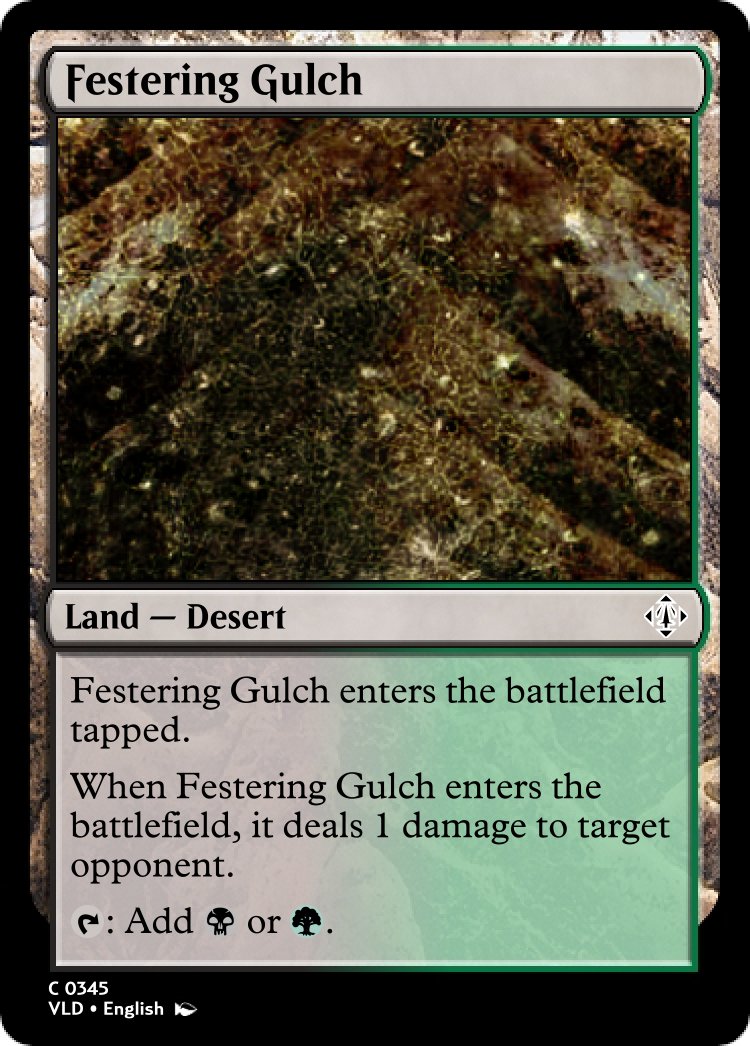 Festering Gulch
Land — Desert
Festering Gulch enters the battlefield
tapped.
When Festering Gulch enters the
battlefield, it deals 1 damage to target
opponent.
: Add or .
C 0345
VLD • English